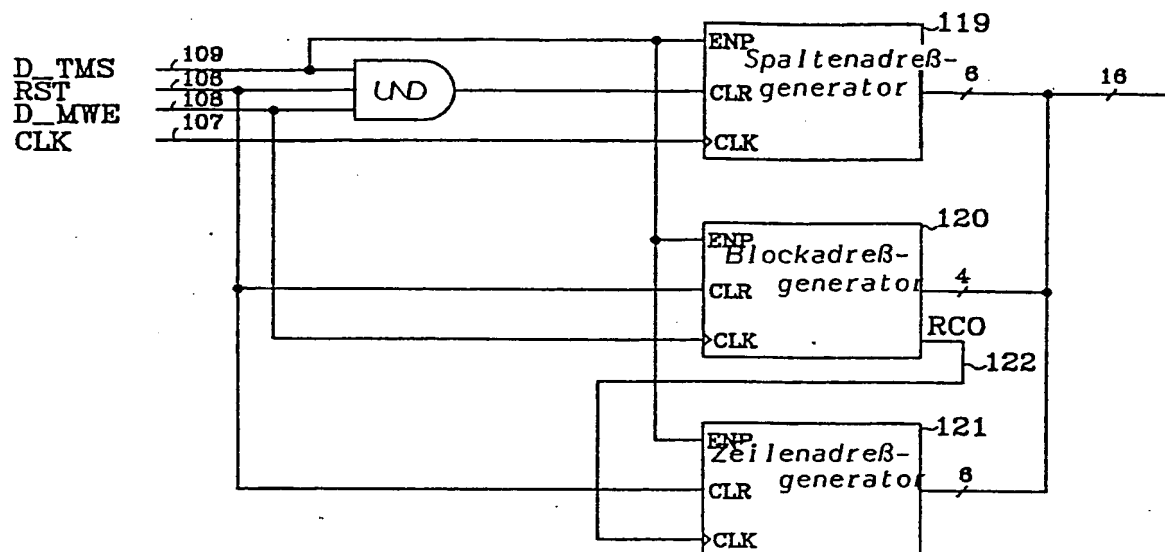 D_TMS 109
RST 106
D_MWE 108
CLK 107
UND
119
ENP
Spaltenadreß-
generator
CLR
CLK
6
16
120
ENP
Blockadreß-
generator
CLR
CLK
4
RCO
122
121
ENP
Zeilenadreß-
generator
CLR
CLK
6